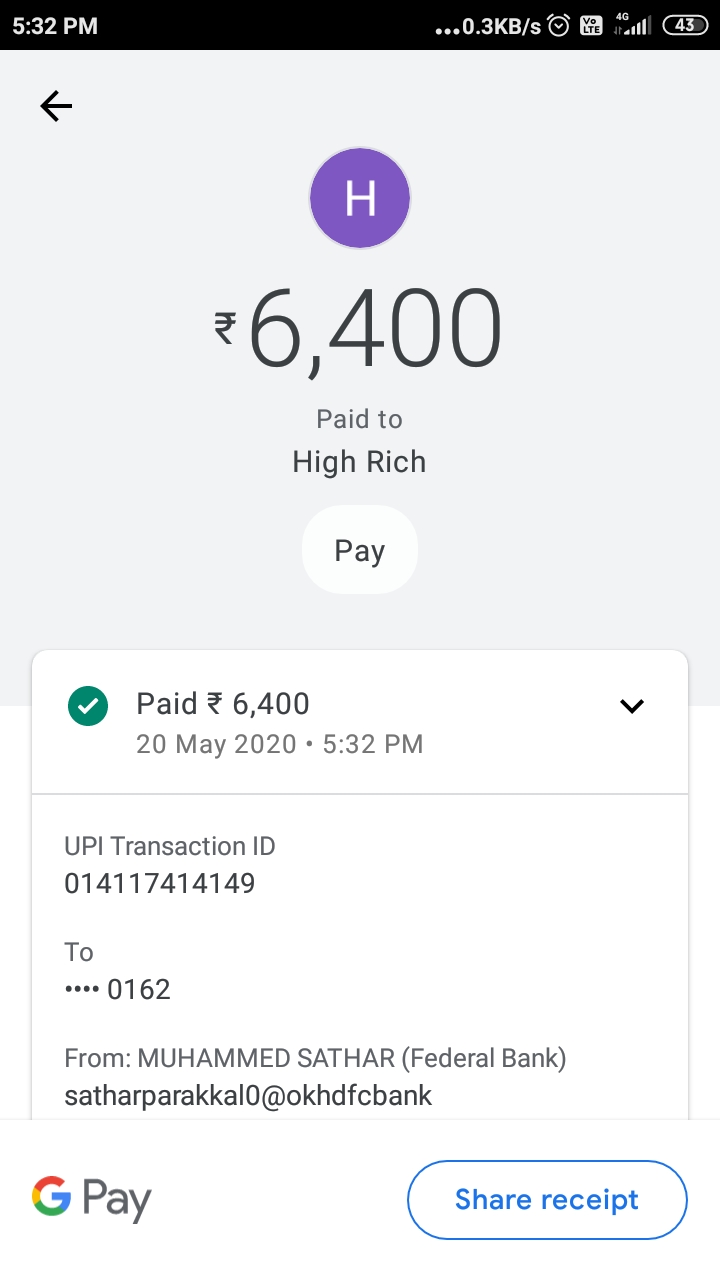 5:32 PM
...0.3KB/s Vo LTE 4G 43
H
₹6,400
Paid to
High Rich
Pay
Paid ₹ 6,400
20 May 2020 • 5:32 PM
UPI Transaction ID
014117414149
To
•••• 0162
From: MUHAMMED SATHAR (Federal Bank)
satharparakkal0@okhdfcbank
G Pay
Share receipt